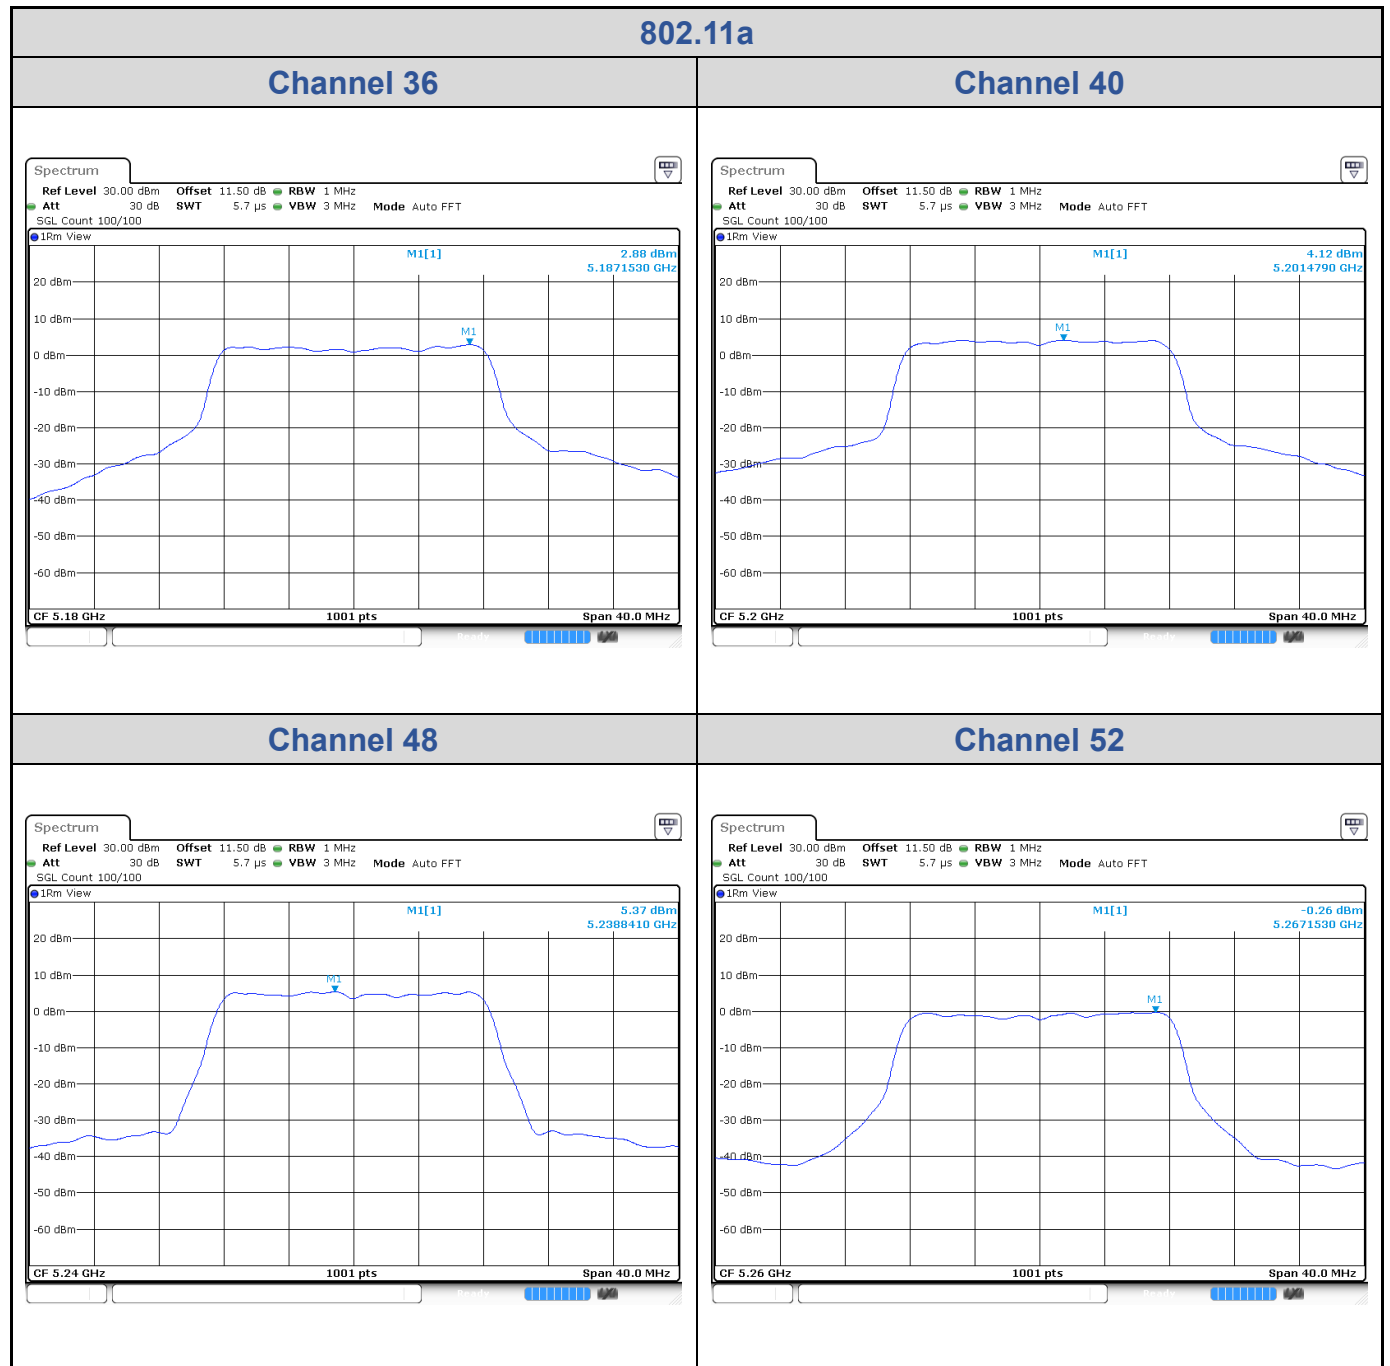 802.11a
Channel 36
Channel 40
Spectrum
Ref Level 30.00 dBm Offset 11.50 dB RBW 1 MHz
Att 30 dB SWT 5.7 µs VBW 3 MHz Mode Auto FFT
SGL Count 100/100
1Rm View
M1[1] 2.88 dBm
5.1871530 GHz
20 dBm
10 dBm
M1
0 dBm
-10 dBm
-20 dBm
-30 dBm
-40 dBm
-50 dBm
-60 dBm
CF 5.18 GHz 1001 pts Span 40.0 MHz
Ready
Spectrum
Ref Level 30.00 dBm Offset 11.50 dB RBW 1 MHz
Att 30 dB SWT 5.7 µs VBW 3 MHz Mode Auto FFT
SGL Count 100/100
1Rm View
M1[1] 4.12 dBm
5.2014790 GHz
20 dBm
10 dBm
M1
0 dBm
-10 dBm
-20 dBm
-30 dBm
-40 dBm
-50 dBm
-60 dBm
CF 5.2 GHz 1001 pts Span 40.0 MHz
Ready
Channel 48
Channel 52
Spectrum
Ref Level 30.00 dBm Offset 11.50 dB RBW 1 MHz
Att 30 dB SWT 5.7 µs VBW 3 MHz Mode Auto FFT
SGL Count 100/100
1Rm View
M1[1] 5.37 dBm
5.2388410 GHz
20 dBm
10 dBm
M1
0 dBm
-10 dBm
-20 dBm
-30 dBm
-40 dBm
-50 dBm
-60 dBm
CF 5.24 GHz 1001 pts Span 40.0 MHz
Ready
Spectrum
Ref Level 30.00 dBm Offset 11.50 dB RBW 1 MHz
Att 30 dB SWT 5.7 µs VBW 3 MHz Mode Auto FFT
SGL Count 100/100
1Rm View
M1[1] -0.26 dBm
5.2671530 GHz
20 dBm
10 dBm
M1
0 dBm
-10 dBm
-20 dBm
-30 dBm
-40 dBm
-50 dBm
-60 dBm
CF 5.26 GHz 1001 pts Span 40.0 MHz
Ready